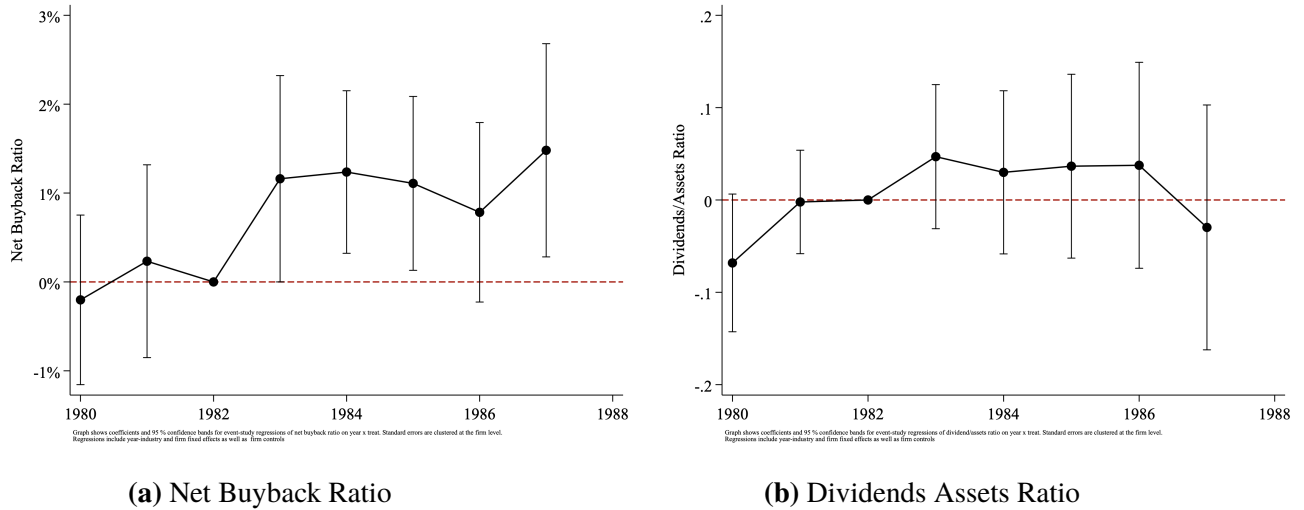 3%
2%
1%
0%
-1%
Net Buyback Ratio
1980
1982
1984
1986
1988
Graph shows coefficients and 95 % confidence bands for event-study regressions of net buyback ratio on year x treat. Standard errors are clustered at the firm level.
Regressions include year-industry and firm fixed effects as well as firm controls
(a) Net Buyback Ratio
.2
.1
0
-.1
-.2
Dividends/Assets Ratio
1980
1982
1984
1986
1988
Graph shows coefficients and 95 % confidence bands for event-study regressions of dividend/assets ratio on year x treat. Standard errors are clustered at the firm level.
Regressions include year-industry and firm fixed effects as well as firm controls
(b) Dividends Assets Ratio